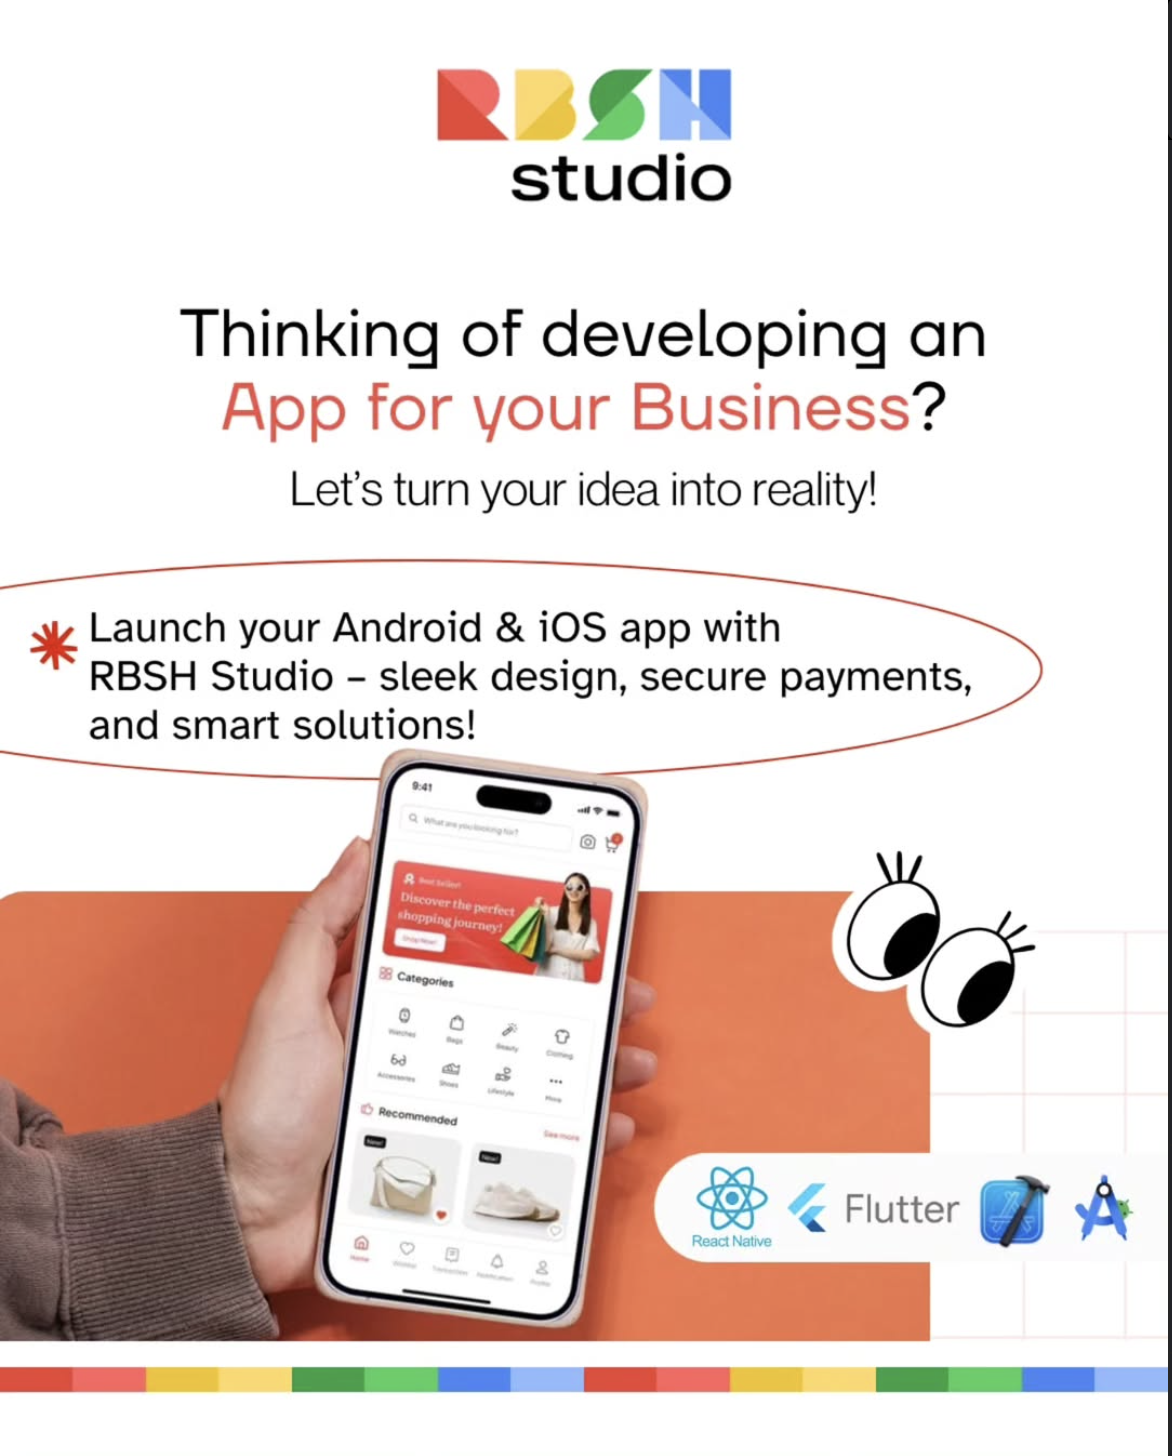 RBSH
studio
Thinking of developing an
App for your Business?
Let's turn your idea into reality!
Launch your Android & iOS app with
RBSH Studio – sleek design, secure payments,
and smart solutions!
9:41
What are you looking for?
Best Seller!
Discover the perfect
shopping journey!
Shop Now!
Categories
Watches Bags Beauty Clothing
Accessories Shoes Lifestyle More
Recommended
See more
New!
New!
Home Wishlist Transaction Notification Profile
React Native
Flutter